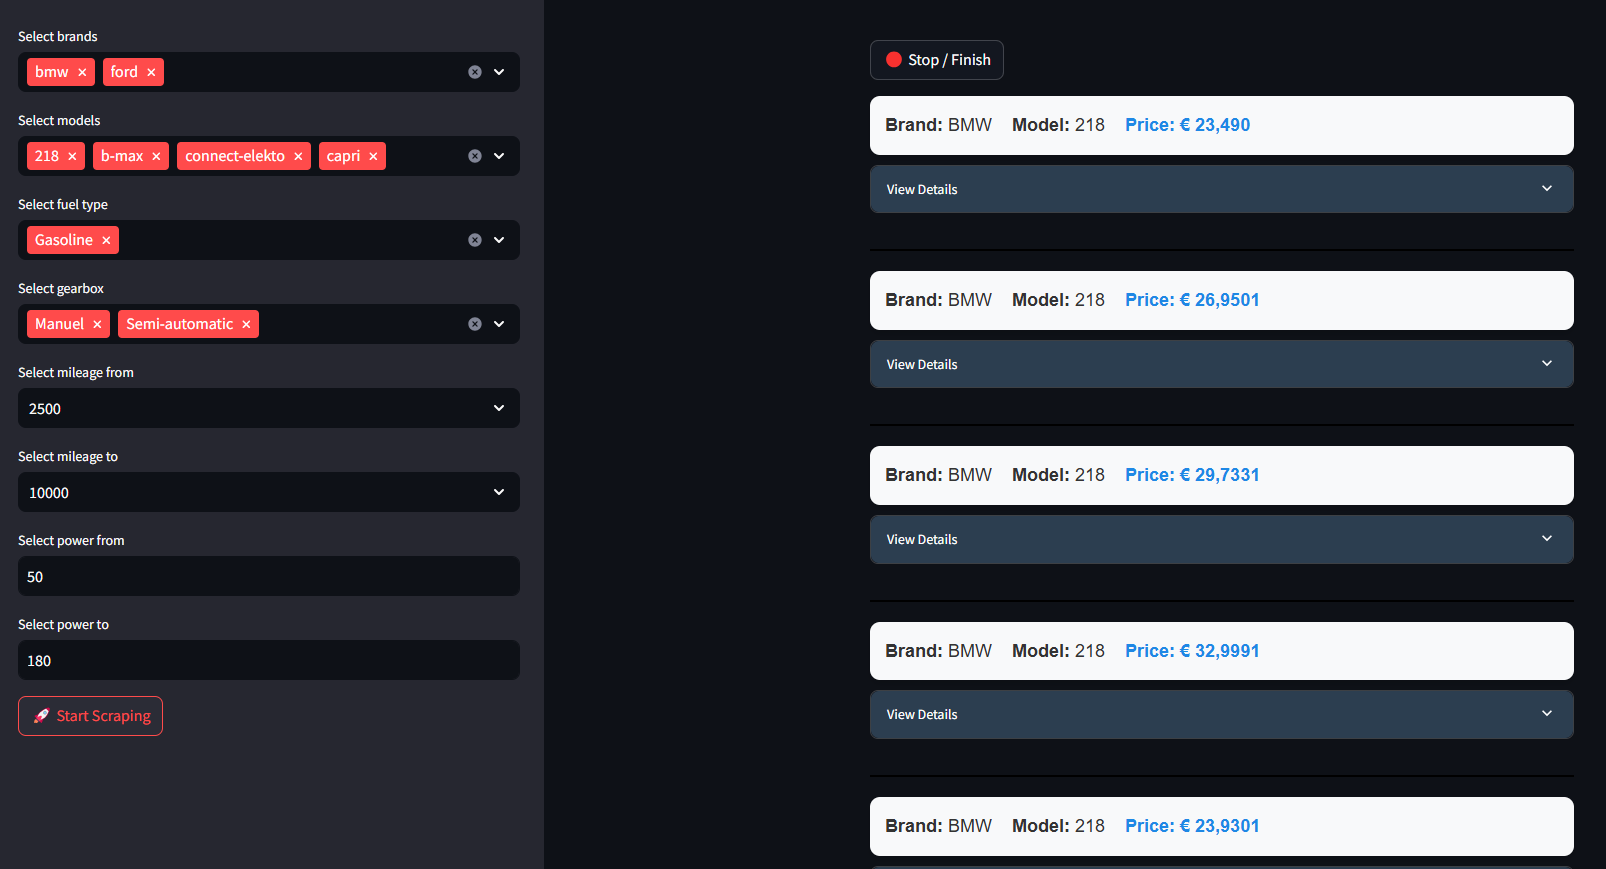 Select brands
bmw × ford ×
Select models
218 × b-max × connect-elekto × capri ×
Select fuel type
Gasoline ×
Select gearbox
Manuel × Semi-automatic ×
Select mileage from
2500
Select mileage to
10000
Select power from
50
Select power to
180
Start Scraping
Stop / Finish
Brand: BMW Model: 218 Price: € 23,490
View Details
Brand: BMW Model: 218 Price: € 26,9501
View Details
Brand: BMW Model: 218 Price: € 29,7331
View Details
Brand: BMW Model: 218 Price: € 32,9991
View Details
Brand: BMW Model: 218 Price: € 23,9301